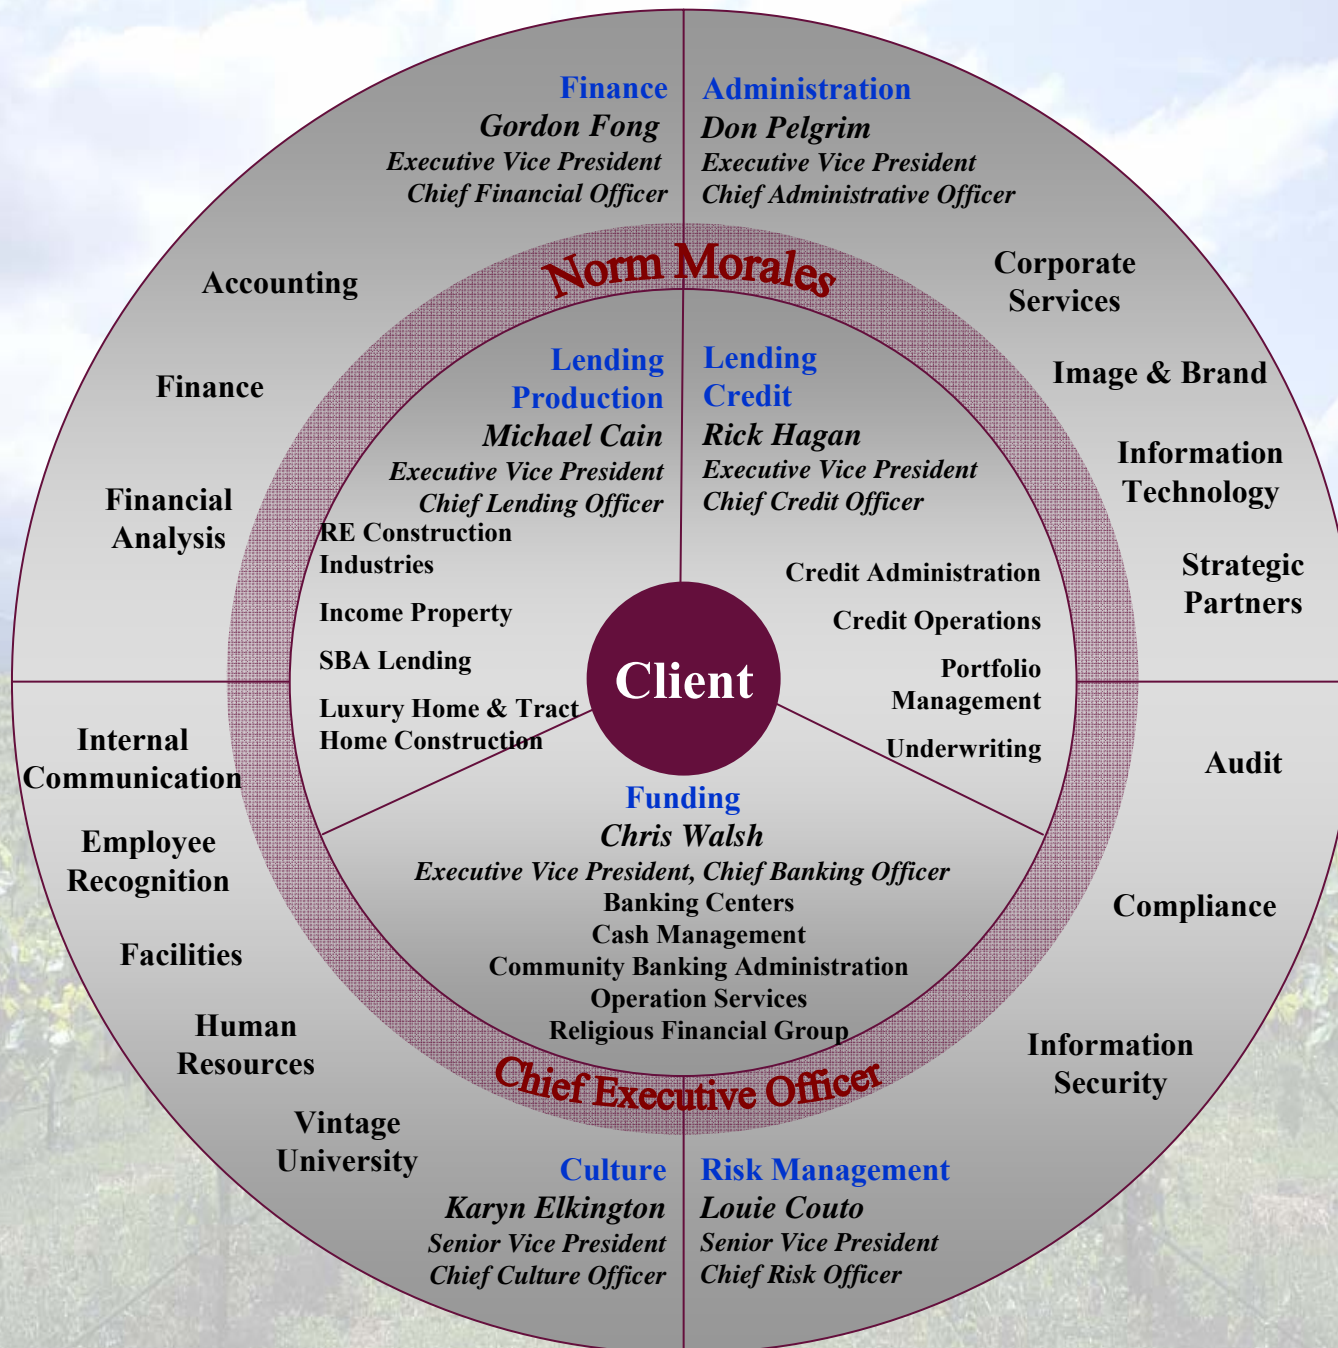 Finance
Gordon Fong
Executive Vice President
Chief Financial Officer
Accounting
Finance
Financial
Analysis
Administration
Don Pelgrim
Executive Vice President
Chief Administrative Officer
Corporate
Services
Image & Brand
Information
Technology
Strategic
Partners
Norm Morales
Lending
Production
Michael Cain
Executive Vice President
Chief Lending Officer
RE Construction
Industries
Income Property
SBA Lending
Luxury Home & Tract
Home Construction
Lending
Credit
Rick Hagan
Executive Vice President
Chief Credit Officer
Credit Administration
Credit Operations
Portfolio
Management
Underwriting
Client
Funding
Chris Walsh
Executive Vice President, Chief Banking Officer
Banking Centers
Cash Management
Community Banking Administration
Operation Services
Religious Financial Group
Chief Executive Officer
Internal
Communication
Employee
Recognition
Facilities
Human
Resources
Vintage
University
Culture
Karyn Elkington
Senior Vice President
Chief Culture Officer
Audit
Compliance
Information
Security
Risk Management
Louie Couto
Senior Vice President
Chief Risk Officer